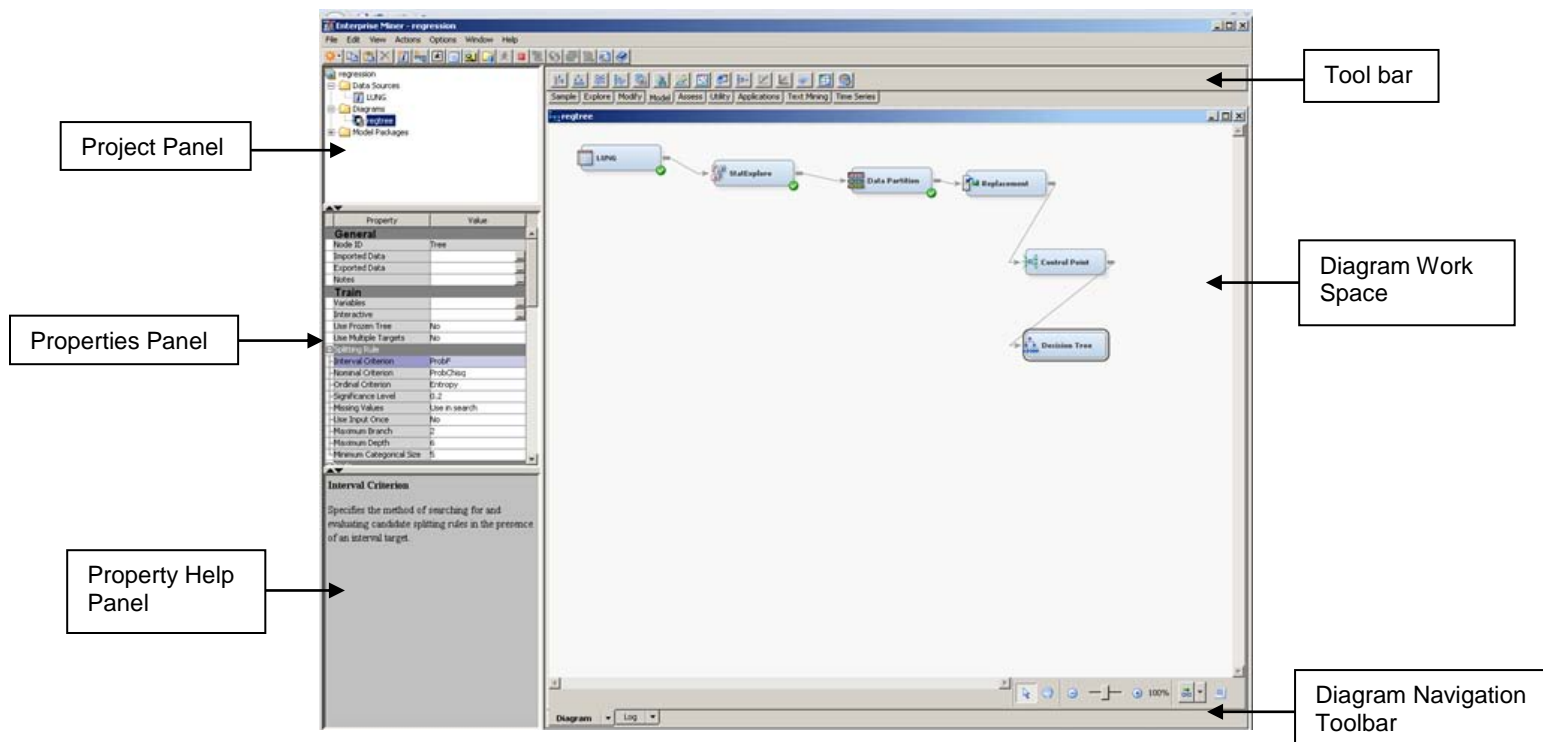 Enterprise Miner - regression
File Edit View Actions Options Window Help
regression
Data Sources
LUNG
Diagrams
regtree
Model Packages
Sample Explore Modify Model Assess Utility Applications Text Mining Time Series
regtree
LUNG
StatExplore
Data Partition
Replacement
Control Point
Decision Tree
Property Value
General
Node ID Tree
Imported Data
Exported Data
Notes
Train
Variables
Interactive
Use Frozen Tree No
Use Multiple Targets No
Splitting Rule
Interval Criterion ProbF
Nominal Criterion ProbChisq
Ordinal Criterion Entropy
Significance Level 0.2
Missing Values Use in search
Use Input Once No
Maximum Branch 2
Maximum Depth 6
Minimum Categorical Size 5
Interval Criterion
Specifies the method of searching for and
evaluating candidate splitting rules in the presence
of an interval target.
100%
Diagram Log
Project Panel
Properties Panel
Property Help
Panel
Tool bar
Diagram Work
Space
Diagram Navigation
Toolbar